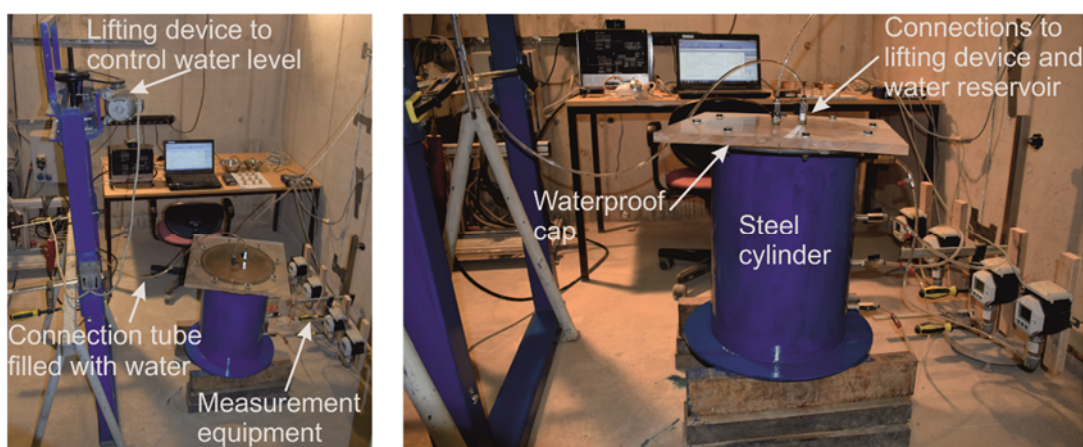 Lifting device to
control water level
Connection tube
filled with water
Measurement
equipment
Connections to
lifting device and
water reservoir
Waterproof
cap
Steel
cylinder